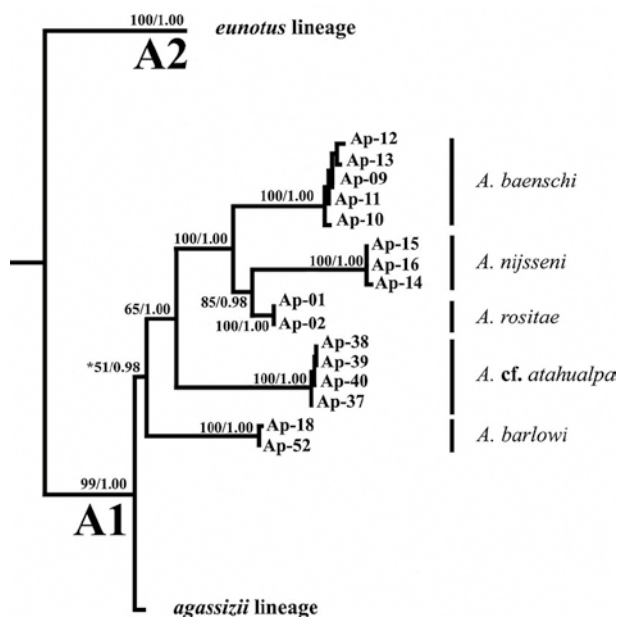 100/1.00
eunotus lineage
A2
Ap-12
Ap-13
Ap-09
100/1.00
Ap-11
Ap-10
A. baenschi
100/1.00
Ap-15
100/1.00
Ap-16
Ap-14
A. nijsseni
85/0.98
Ap-01
100/1.00
Ap-02
A. rositae
65/1.00
Ap-38
Ap-39
100/1.00
Ap-40
Ap-37
A. cf. atahualpa
*51/0.98
Ap-18
100/1.00
Ap-52
A. barlowi
99/1.00
A1
agassizii lineage